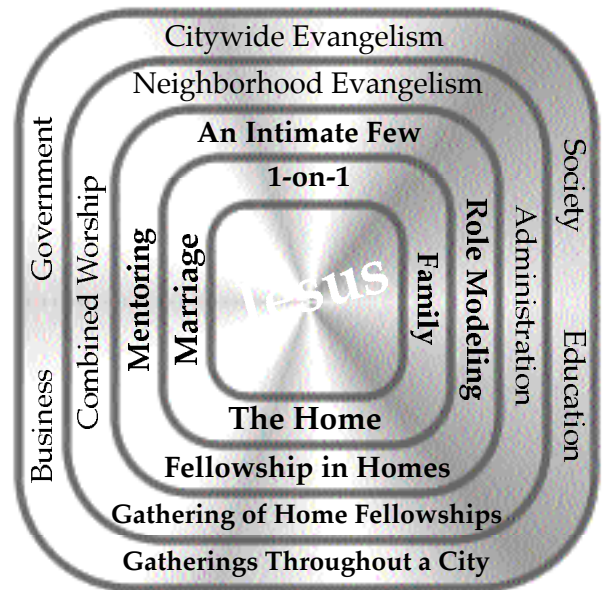 Citywide Evangelism
Neighborhood Evangelism
An Intimate Few
1-on-1
Government
Business
Combined Worship
Mentoring
Marriage
Jesus
Family
Role Modeling
Administration
Society
Education
The Home
Fellowship in Homes
Gathering of Home Fellowships
Gatherings Throughout a City